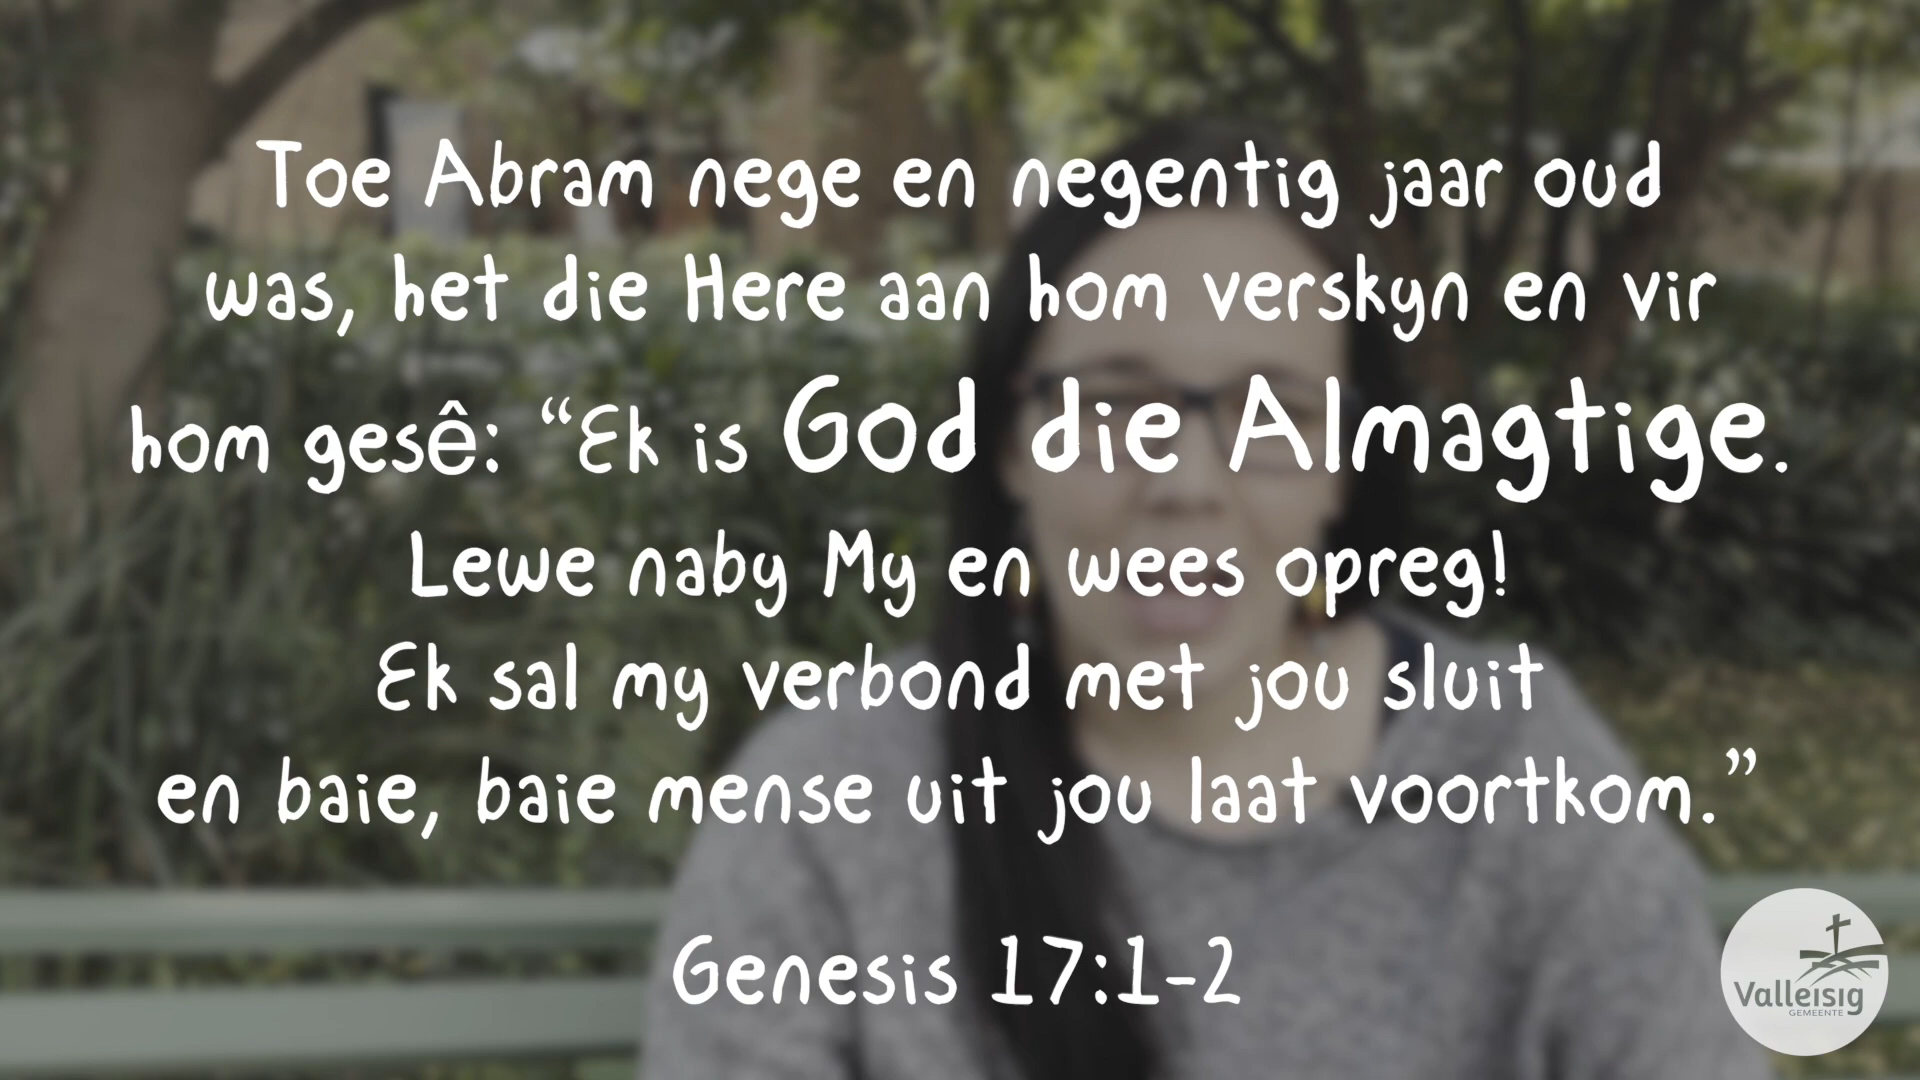 Toe Abram nege en negentig jaar oud
was, het die Here aan hom verskyn en vir
hom gesê: “Ek is God die Almagtige.
Lewe naby My en wees opreg!
Ek sal my verbond met jou sluit
en baie, baie mense uit jou laat voortkom.”
Genesis 17:1-2
Valleisig
GEMEENTE